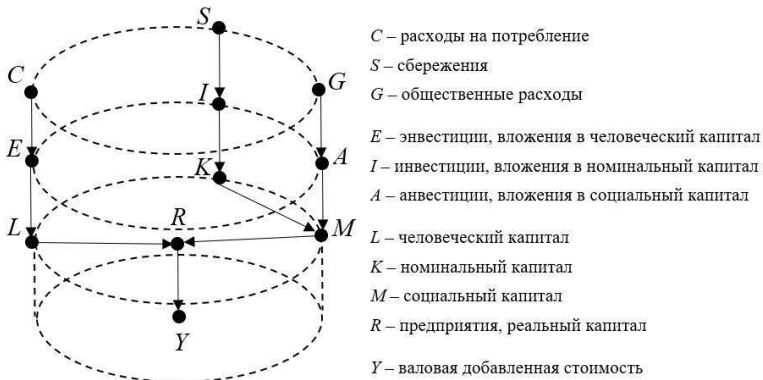 S
C
G
I
E
A
K
L
R
M
Y
C – расходы на потребление
S – сбережения
G – общественные расходы
E – энвестиции, вложения в человеческий капитал
I – инвестиции, вложения в номинальный капитал
A – анвестиции, вложения в социальный капитал
L – человеческий капитал
K – номинальный капитал
M – социальный капитал
R – предприятия, реальный капитал
Y – валовая добавленная стоимость